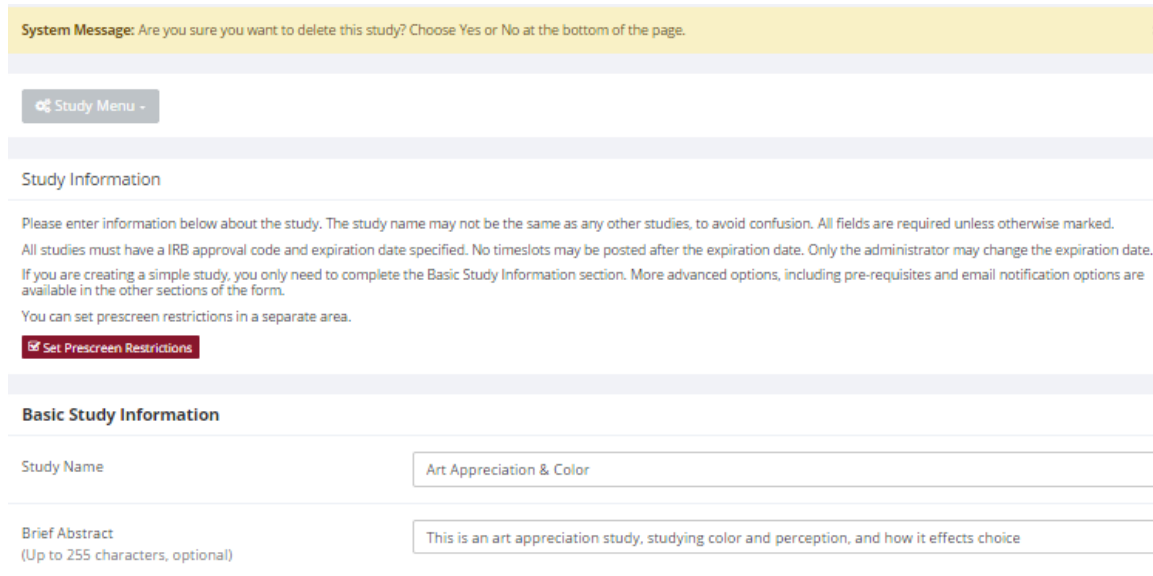 System Message: Are you sure you want to delete this study? Choose Yes or No at the bottom of the page.
Study Menu
Study Information
Please enter information below about the study. The study name may not be the same as any other studies, to avoid confusion. All fields are required unless otherwise marked.
All studies must have a IRB approval code and expiration date specified. No timeslots may be posted after the expiration date. Only the administrator may change the expiration date.
If you are creating a simple study, you only need to complete the Basic Study Information section. More advanced options, including pre-requisites and email notification options are
available in the other sections of the form.
You can set prescreen restrictions in a separate area.
Set Prescreen Restrictions
Basic Study Information
Study Name
Art Appreciation & Color
Brief Abstract
(Up to 255 characters, optional)
This is an art appreciation study, studying color and perception, and how it effects choice